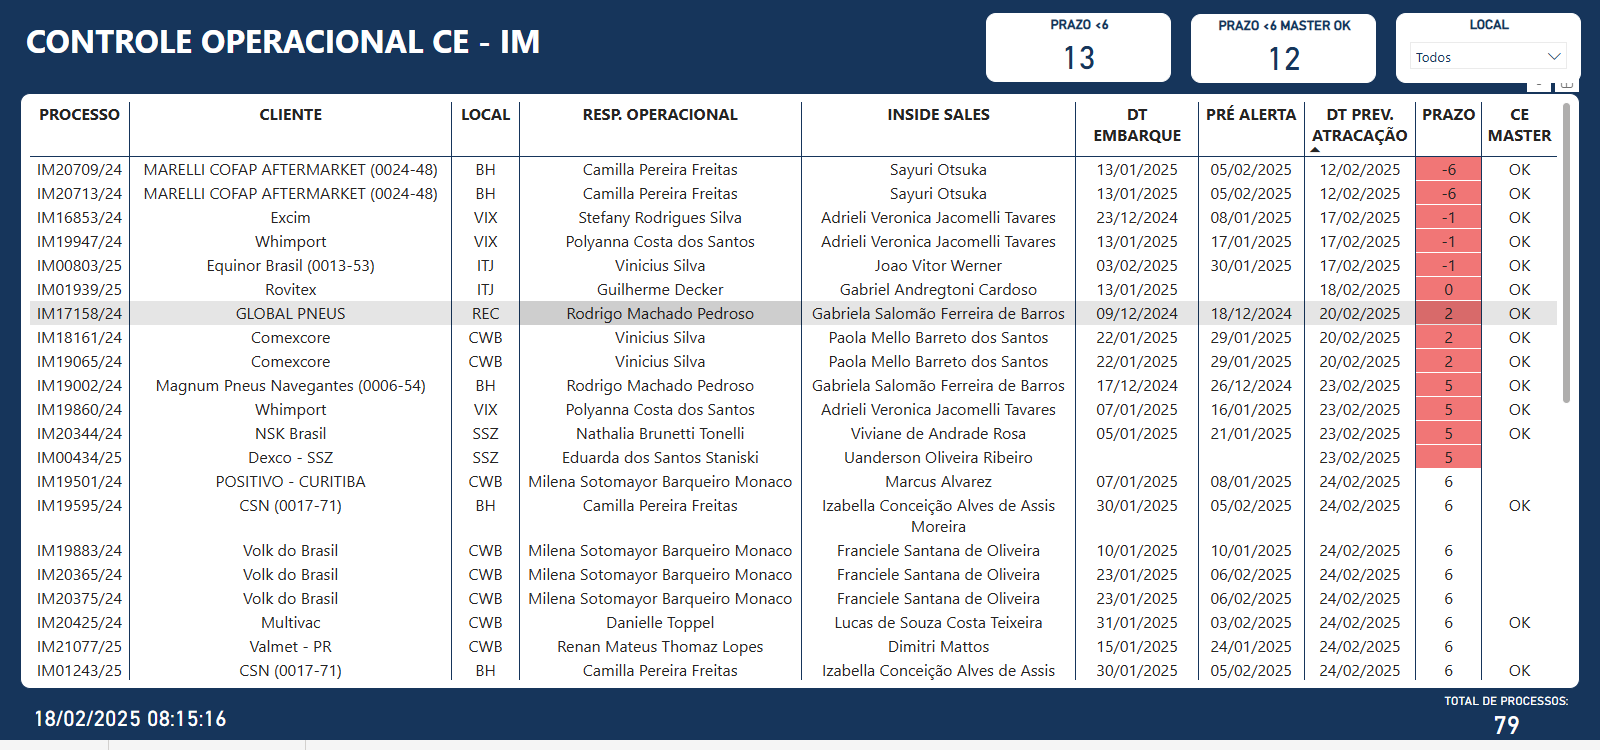 CONTROLE OPERACIONAL CE - IM
PRAZO <6
13
PRAZO <6 MASTER OK
12
LOCAL
Todos
PROCESSO CLIENTE LOCAL RESP. OPERACIONAL INSIDE SALES DT EMBARQUE PRÉ ALERTA DT PREV. ATRACAÇÃO PRAZO CE MASTER
IM20709/24 MARELLI COFAP AFTERMARKET (0024-48) BH Camilla Pereira Freitas Sayuri Otsuka 13/01/2025 05/02/2025 12/02/2025 -6 OK
IM20713/24 MARELLI COFAP AFTERMARKET (0024-48) BH Camilla Pereira Freitas Sayuri Otsuka 13/01/2025 05/02/2025 12/02/2025 -6 OK
IM16853/24 Excim VIX Stefany Rodrigues Silva Adrieli Veronica Jacomelli Tavares 23/12/2024 08/01/2025 17/02/2025 -1 OK
IM19947/24 Whimport VIX Polyanna Costa dos Santos Adrieli Veronica Jacomelli Tavares 13/01/2025 17/01/2025 17/02/2025 -1 OK
IM00803/25 Equinor Brasil (0013-53) ITJ Vinicius Silva Joao Vitor Werner 03/02/2025 30/01/2025 17/02/2025 -1 OK
IM01939/25 Rovitex ITJ Guilherme Decker Gabriel Andregtoni Cardoso 13/01/2025 18/02/2025 0 OK
IM17158/24 GLOBAL PNEUS REC Rodrigo Machado Pedroso Gabriela Salomão Ferreira de Barros 09/12/2024 18/12/2024 20/02/2025 2 OK
IM18161/24 Comexcore CWB Vinicius Silva Paola Mello Barreto dos Santos 22/01/2025 29/01/2025 20/02/2025 2 OK
IM19065/24 Comexcore CWB Vinicius Silva Paola Mello Barreto dos Santos 22/01/2025 29/01/2025 20/02/2025 2 OK
IM19002/24 Magnum Pneus Navegantes (0006-54) BH Rodrigo Machado Pedroso Gabriela Salomão Ferreira de Barros 17/12/2024 26/12/2024 23/02/2025 5 OK
IM19860/24 Whimport VIX Polyanna Costa dos Santos Adrieli Veronica Jacomelli Tavares 07/01/2025 16/01/2025 23/02/2025 5 OK
IM20344/24 NSK Brasil SSZ Nathalia Brunetti Tonelli Viviane de Andrade Rosa 05/01/2025 21/01/2025 23/02/2025 5 OK
IM00434/25 Dexco - SSZ SSZ Eduarda dos Santos Staniski Uanderson Oliveira Ribeiro 23/02/2025 5
IM19501/24 POSITIVO - CURITIBA CWB Milena Sotomayor Barqueiro Monaco Marcus Alvarez 07/01/2025 08/01/2025 24/02/2025 6
IM19595/24 CSN (0017-71) BH Camilla Pereira Freitas Izabella Conceição Alves de Assis Moreira 30/01/2025 05/02/2025 24/02/2025 6 OK
IM19883/24 Volk do Brasil CWB Milena Sotomayor Barqueiro Monaco Franciele Santana de Oliveira 10/01/2025 10/01/2025 24/02/2025 6
IM20365/24 Volk do Brasil CWB Milena Sotomayor Barqueiro Monaco Franciele Santana de Oliveira 23/01/2025 06/02/2025 24/02/2025 6
IM20375/24 Volk do Brasil CWB Milena Sotomayor Barqueiro Monaco Franciele Santana de Oliveira 23/01/2025 06/02/2025 24/02/2025 6
IM20425/24 Multivac CWB Danielle Toppel Lucas de Souza Costa Teixeira 31/01/2025 03/02/2025 24/02/2025 6 OK
IM21077/25 Valmet - PR CWB Renan Mateus Thomaz Lopes Dimitri Mattos 15/01/2025 24/01/2025 24/02/2025 6
IM01243/25 CSN (0017-71) BH Camilla Pereira Freitas Izabella Conceição Alves de Assis 30/01/2025 05/02/2025 24/02/2025 6 OK
18/02/2025 08:15:16
TOTAL DE PROCESSOS:
79